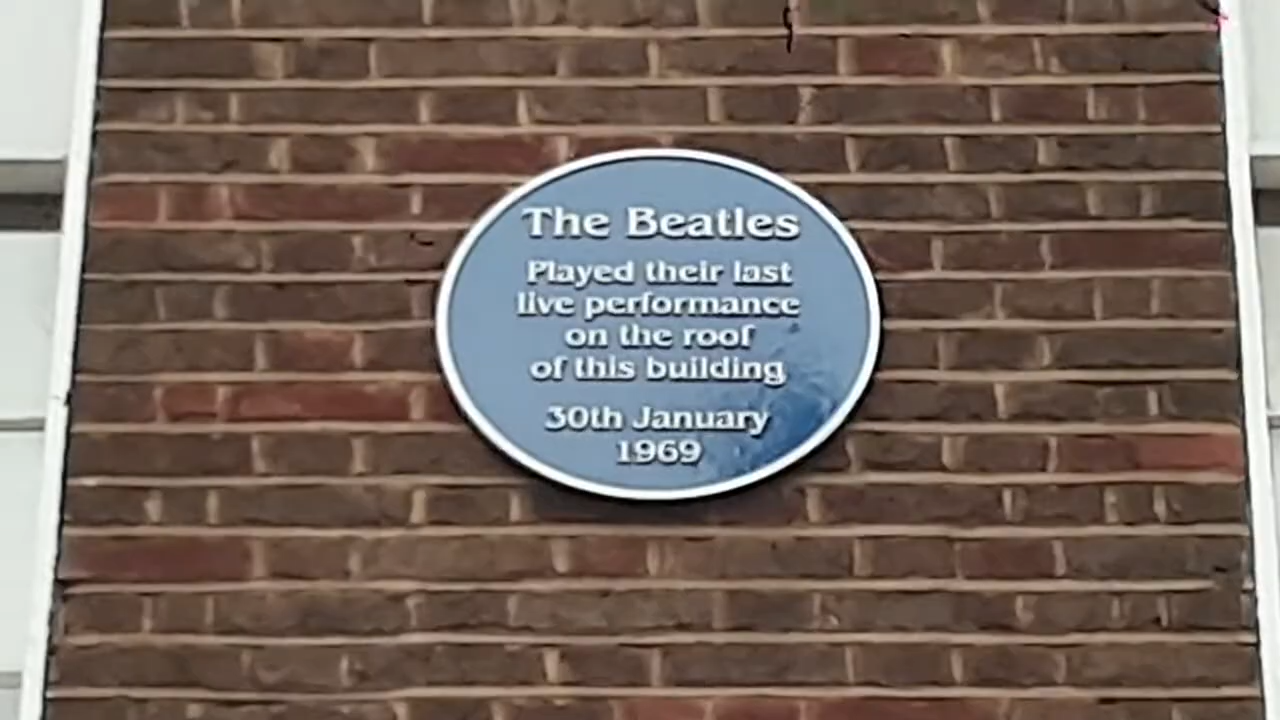 The Beatles
Played their last
live performance
on the roof
of this building
30th January
1969